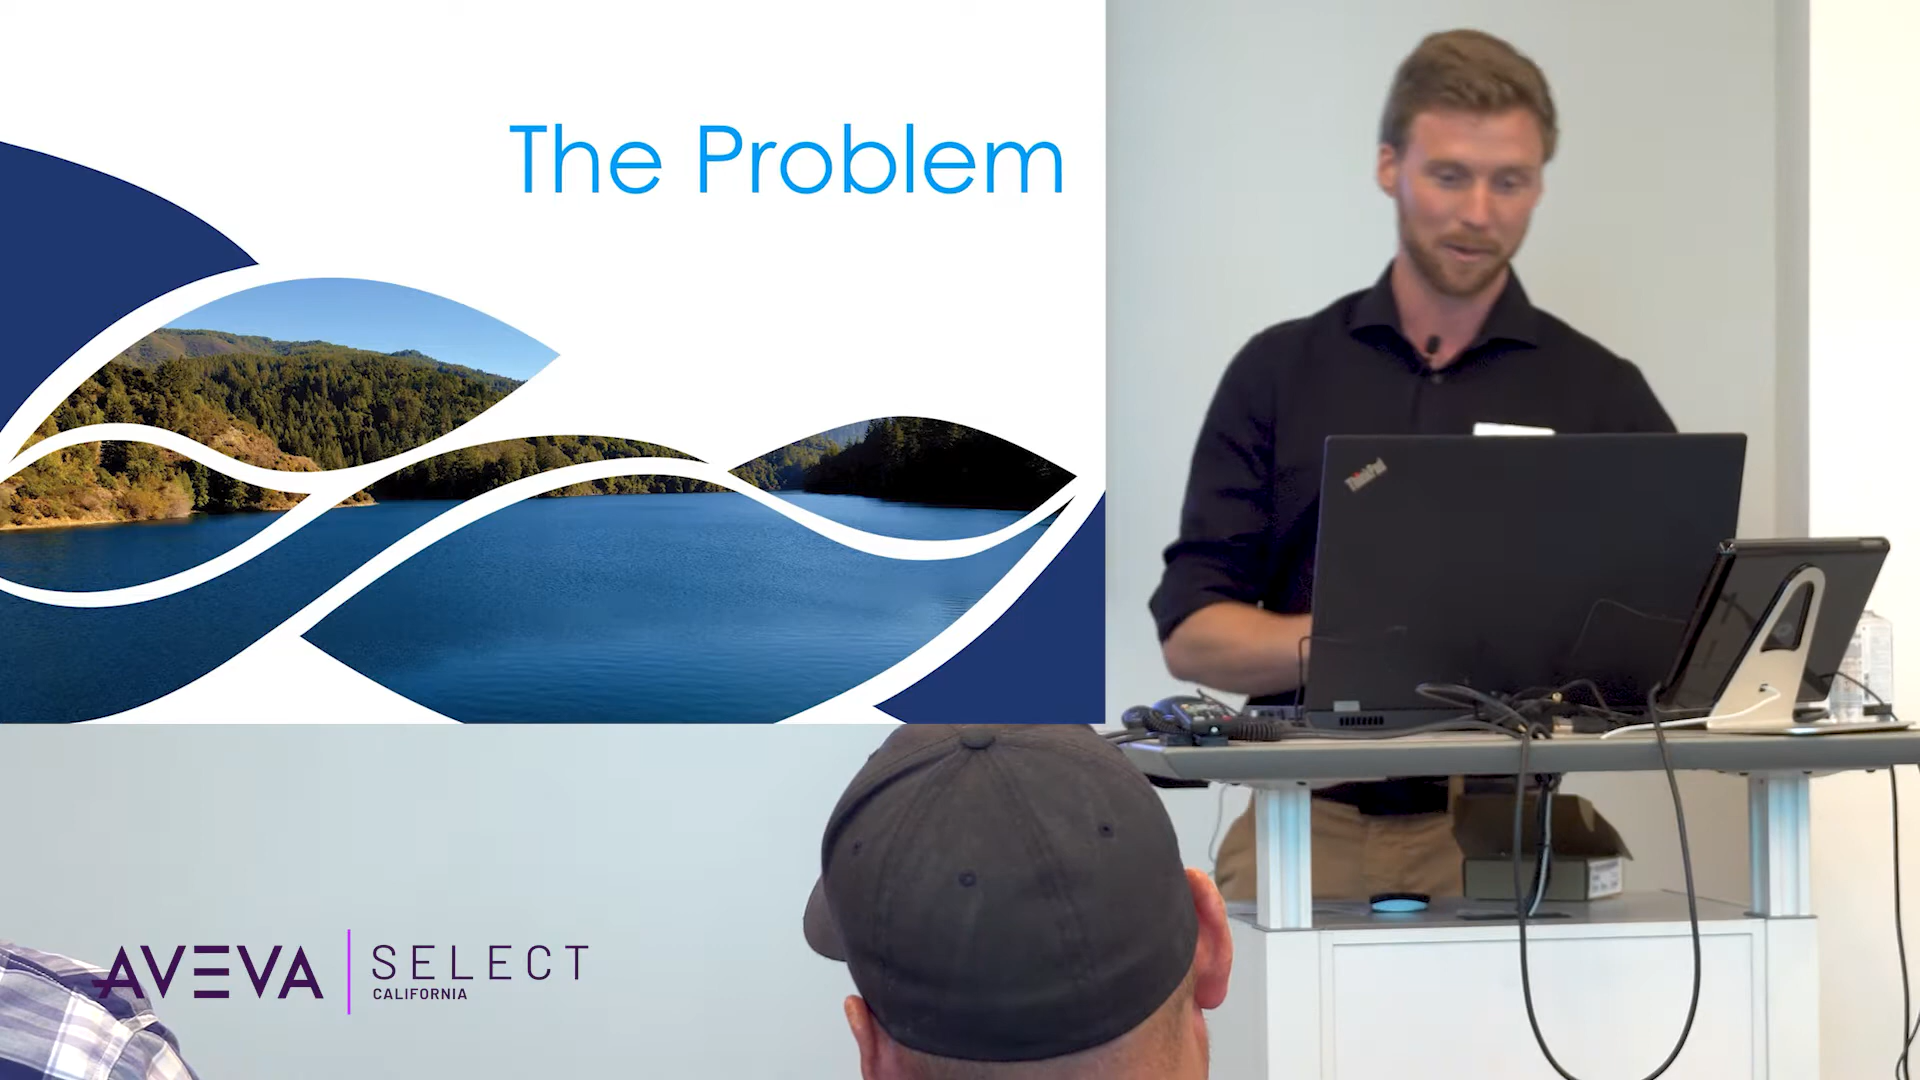 The Problem
ThinkPad
AVEVA
SELECT
CALIFORNIA